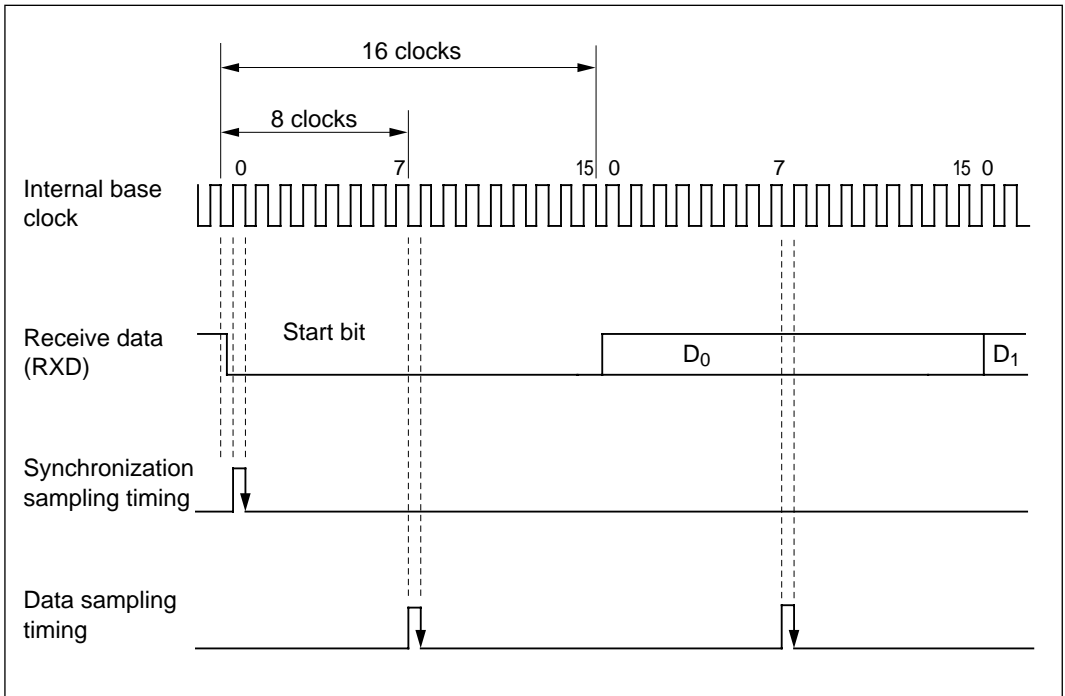 16 clocks
8 clocks
0 7 15 0 7 15 0
Internal base
clock
Receive data
(RXD)
Start bit
D0
D1
Synchronization
sampling timing
Data sampling
timing